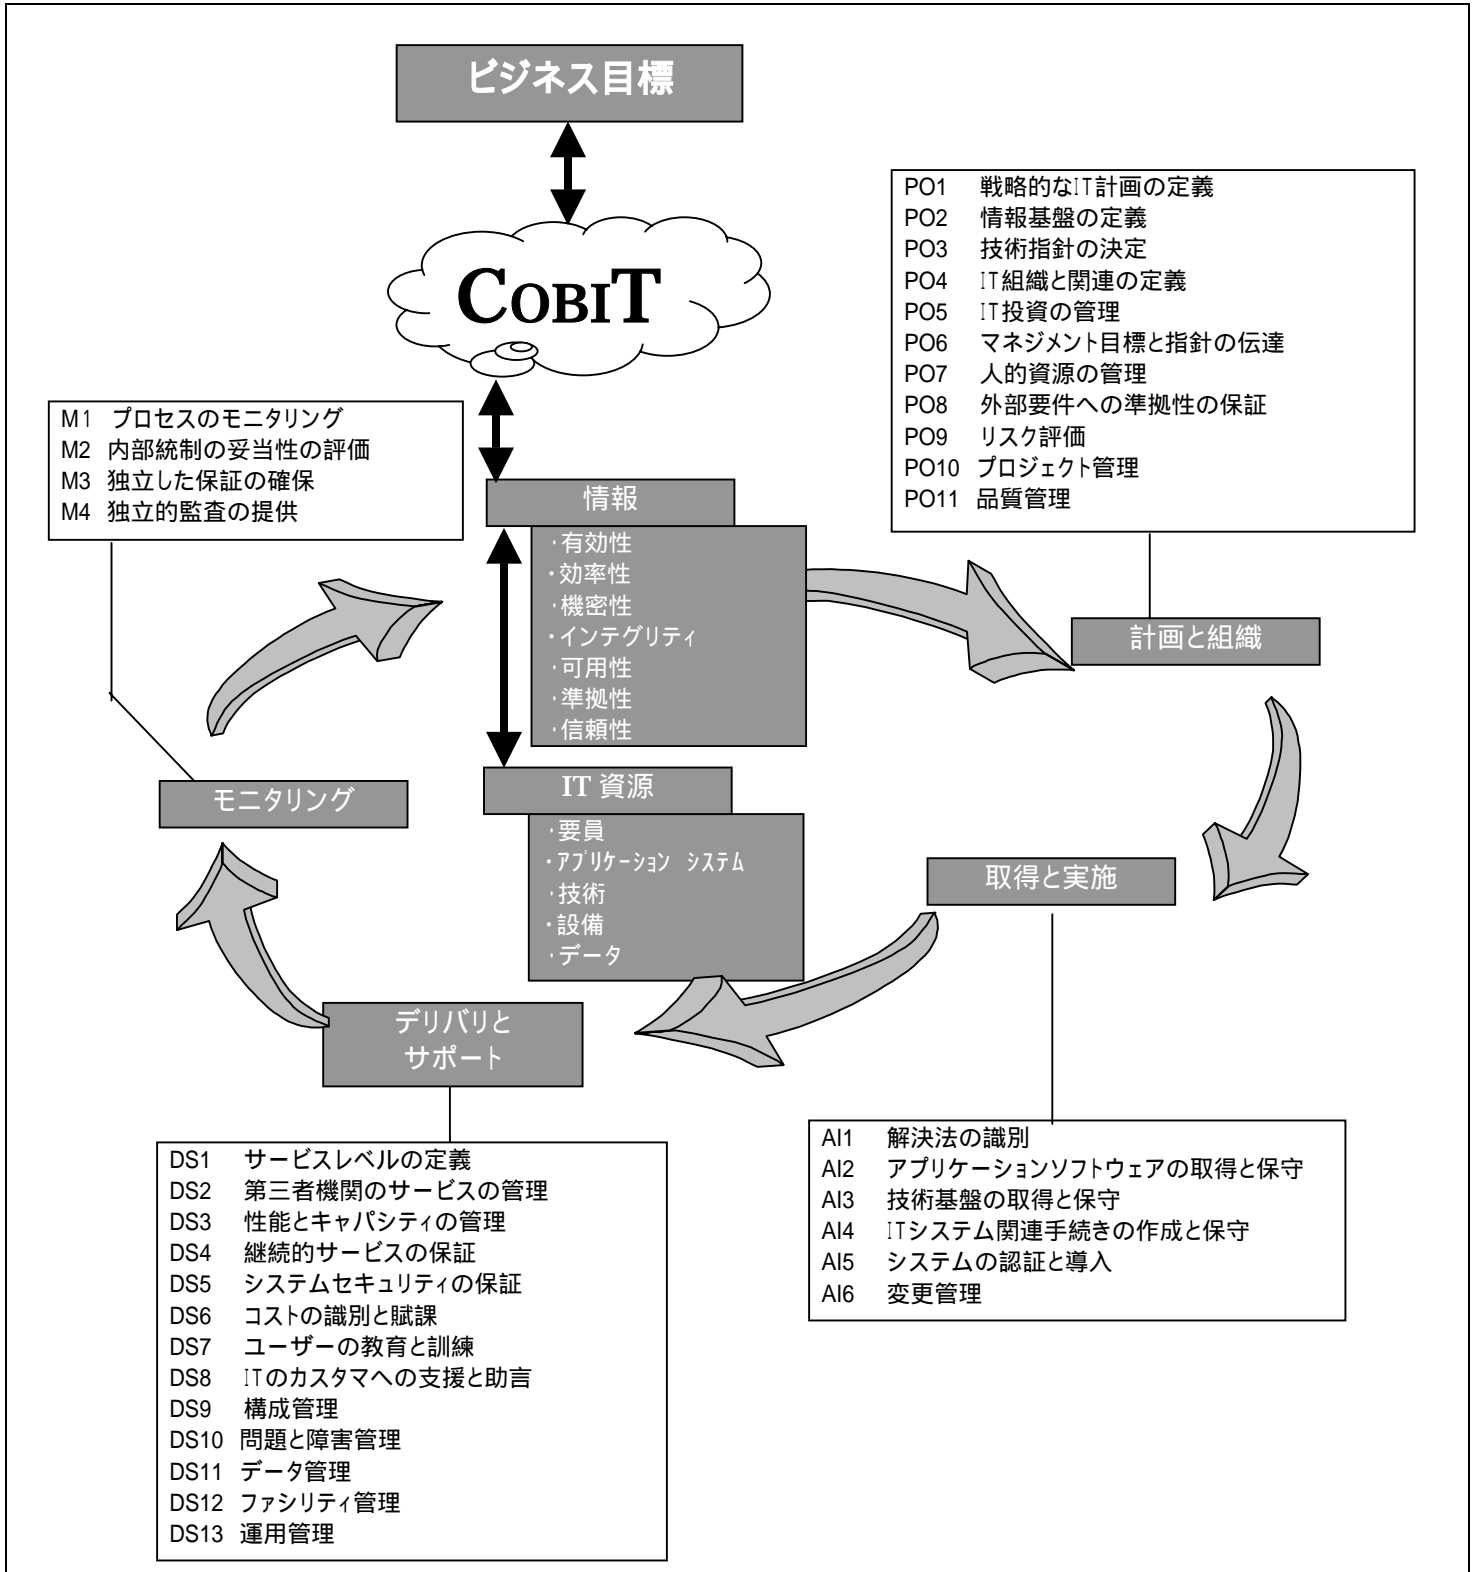 ビジネス目標
COBIT
PO1 戦略的なIT計画の定義
PO2 情報基盤の定義
PO3 技術指針の決定
PO4 IT組織と関連の定義
PO5 IT投資の管理
PO6 マネジメント目標と指針の伝達
PO7 人的資源の管理
PO8 外部要件への準拠性の保証
PO9 リスク評価
PO10 プロジェクト管理
PO11 品質管理
M1 プロセスのモニタリング
M2 内部統制の妥当性の評価
M3 独立した保証の確保
M4 独立的監査の提供
情報
・有効性
・効率性
・機密性
・インテグリティ
・可用性
・準拠性
・信頼性
計画と組織
モニタリング
IT 資源
・要員
・アプリケーション システム
・技術
・設備
・データ
取得と実施
デリバリと
サポート
AI1 解決法の識別
AI2 アプリケーションソフトウェアの取得と保守
AI3 技術基盤の取得と保守
AI4 ITシステム関連手続きの作成と保守
AI5 システムの認証と導入
AI6 変更管理
DS1 サービスレベルの定義
DS2 第三者機関のサービスの管理
DS3 性能とキャパシティの管理
DS4 継続的サービスの保証
DS5 システムセキュリティの保証
DS6 コストの識別と賦課
DS7 ユーザーの教育と訓練
DS8 ITのカスタマへの支援と助言
DS9 構成管理
DS10 問題と障害管理
DS11 データ管理
DS12 ファシリティ管理
DS13 運用管理